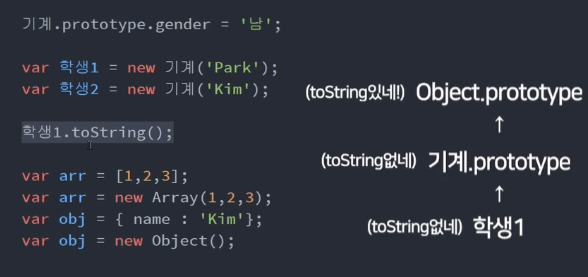 기계.prototype.gender = '남';
var 학생1 = new 기계('Park');
var 학생2 = new 기계('Kim');
학생1.toString();
var arr = [1,2,3];
var arr = new Array(1,2,3);
var obj = { name : 'Kim'};
var obj = new Object();
(toString있네!) Object.prototype
↑
(toString없네) 기계.prototype
↑
(toString없네) 학생1